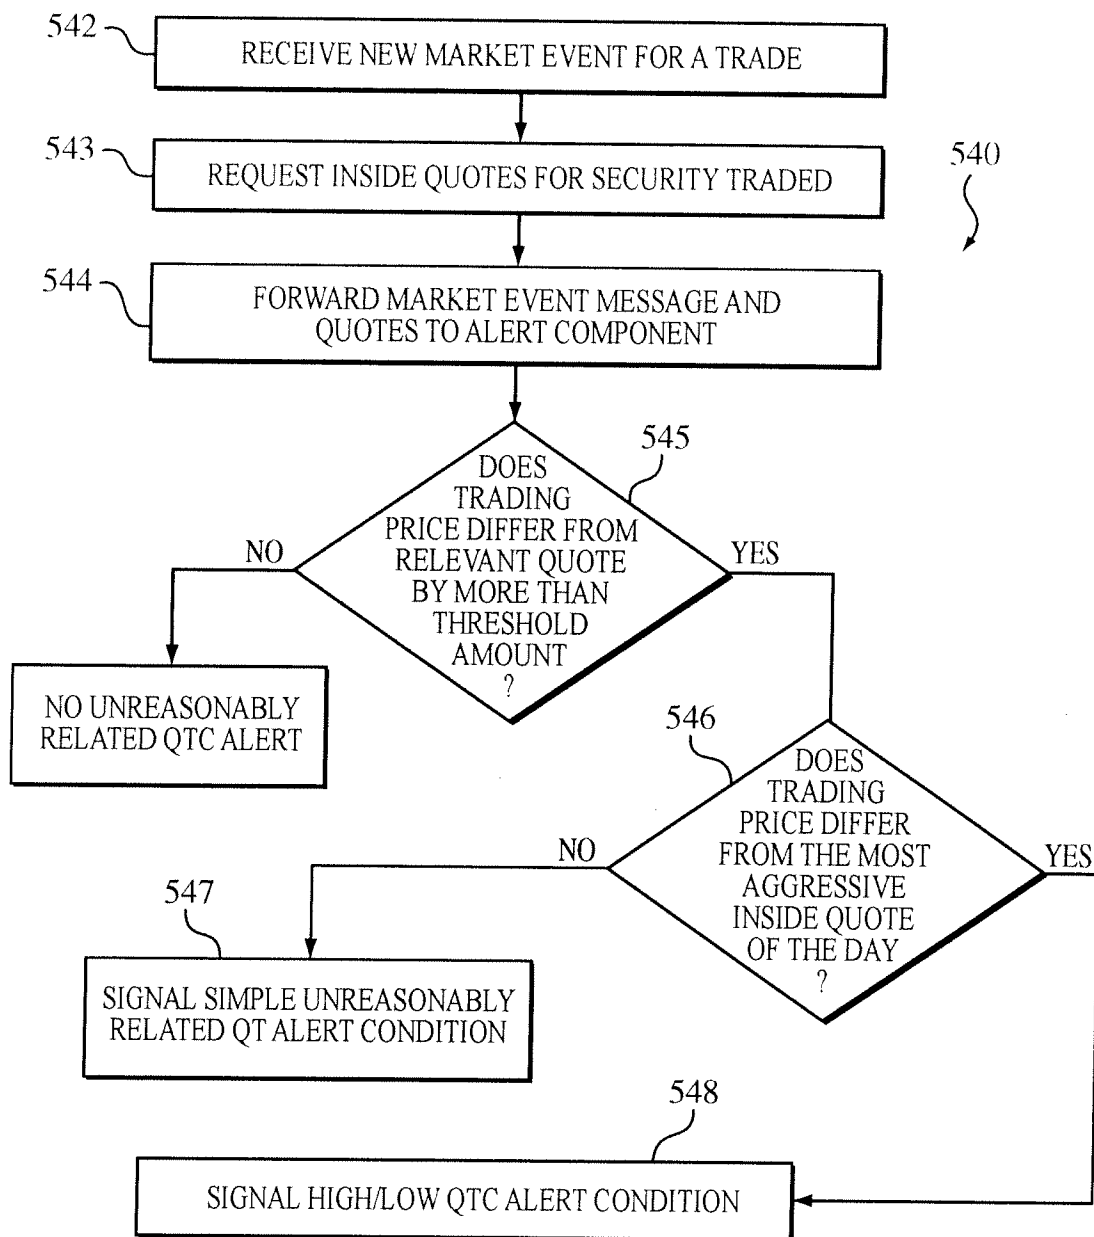 542
RECEIVE NEW MARKET EVENT FOR A TRADE
543
REQUEST INSIDE QUOTES FOR SECURITY TRADED
540
544
FORWARD MARKET EVENT MESSAGE AND
QUOTES TO ALERT COMPONENT
545
DOES
TRADING
PRICE DIFFER FROM
RELEVANT QUOTE
BY MORE THAN
THRESHOLD
AMOUNT
?
NO
YES
NO UNREASONABLY
RELATED QTC ALERT
546
DOES
TRADING
PRICE DIFFER
FROM THE MOST
AGGRESSIVE
INSIDE QUOTE
OF THE DAY
?
NO
YES
547
SIGNAL SIMPLE UNREASONABLY
RELATED QT ALERT CONDITION
548
SIGNAL HIGH/LOW QTC ALERT CONDITION